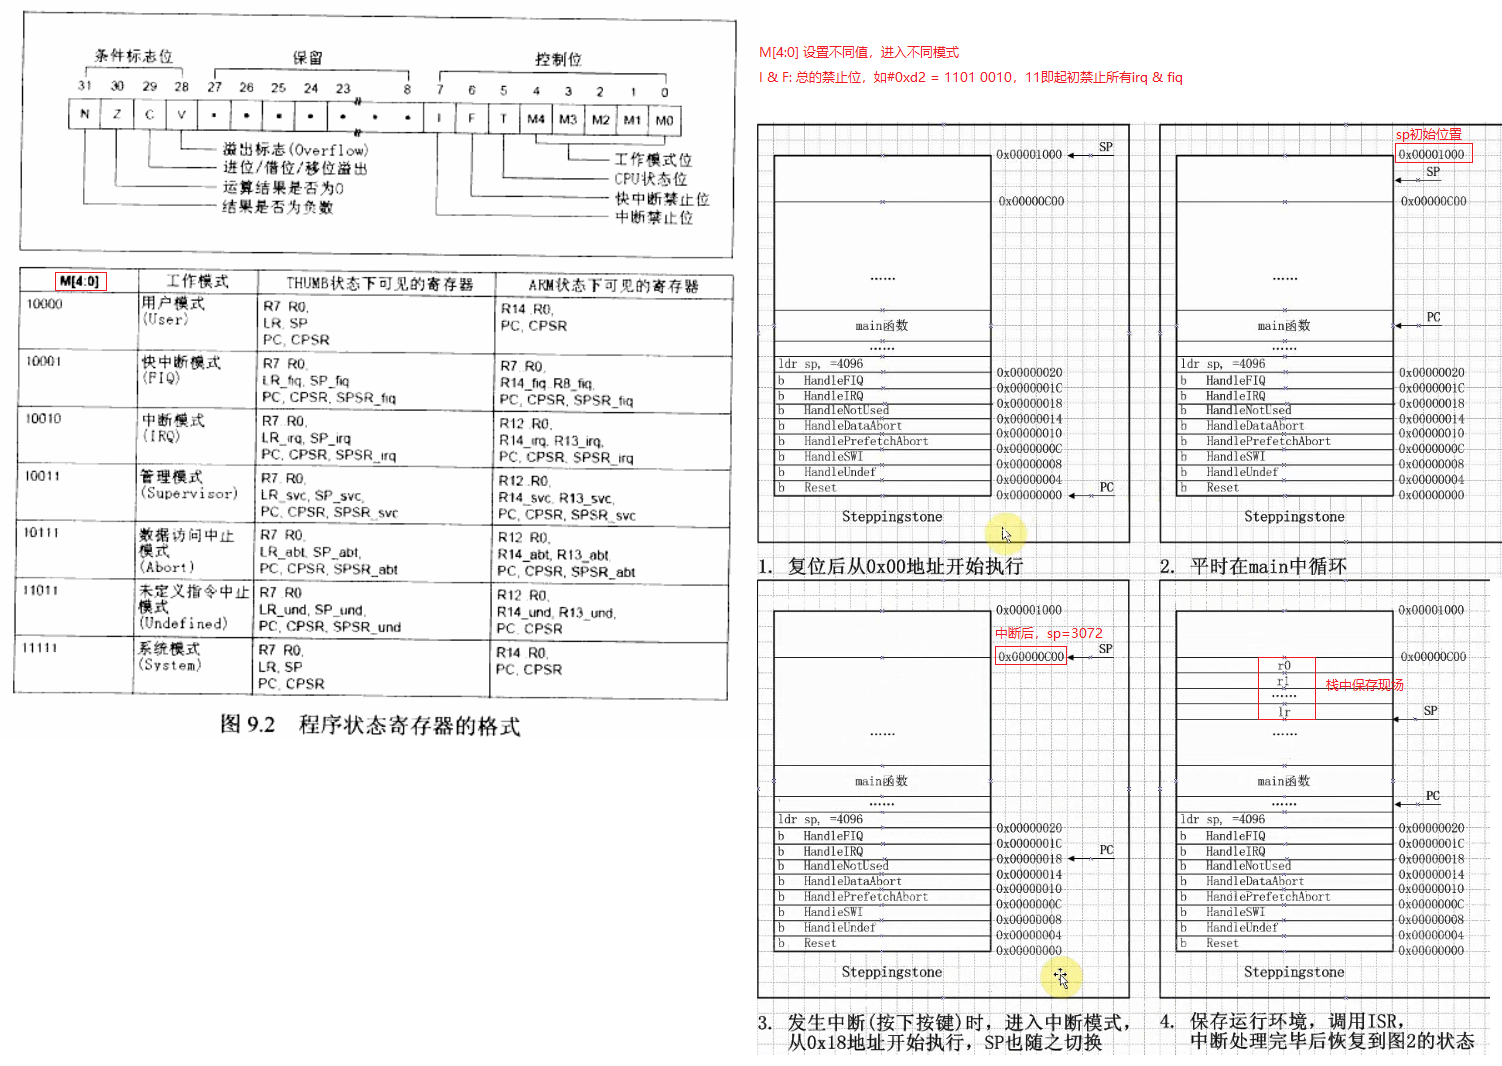 条件标志位
保留
控制位
31 30 29 28 27 26 25 24 23 8 7 6 5 4 3 2 1 0
N Z C V I F T M4 M3 M2 M1 M0
溢出标志(Overflow)
进位/借位/移位溢出
运算结果是否为0
结果是否为负数
工作模式位
CPU状态位
快中断禁止位
中断禁止位
M[4:0] 工作模式 THUMB状态下可见的寄存器 ARM状态下可见的寄存器
10000 用户模式 (User)
R7 R0,
LR, SP
PC, CPSR
R14 .R0,
PC, CPSR
10001 快中断模式 (FIQ)
R7 R0,
LR_fiq, SP_fiq
PC, CPSR, SPSR_fiq
R7 .R0,
R14_fiq .R8_fiq,
PC, CPSR, SPSR_fiq
10010 中断模式 (IRQ)
R7 .R0,
LR_irq, SP_irq
PC, CPSR, SPSR_irq
R12 .R0,
R14_irq, R13_irq,
PC, CPSR, SPSR_irq
10011 管理模式 (Supervisor)
R7 R0,
LR_svc, SP_svc,
PC, CPSR, SPSR_svc
R12 .R0,
R14_svc, R13_svc,
PC, CPSR, SPSR_svc
10111 数据访问中止模式 (Abort)
R7 R0,
LR_abt, SP_abt,
PC, CPSR, SPSR_abt
R12 .R0,
R14_abt, R13_abt
PC, CPSR, SPSR_abt
11011 未定义指令中止模式 (Undefined)
R7 R0
LR_und, SP_und,
PC, CPSR, SPSR_und
R12 .R0,
R14_und, R13_und,
PC, CPSR
11111 系统模式 (System)
R7 R0,
LR, SP
PC, CPSR
R14 .R0,
PC, CPSR
图 9.2 程序状态寄存器的格式
M[4:0] 设置不同值，进入不同模式
I & F: 总的禁止位，如#0xd2 = 1101 0010，11即起初禁止所有irq & fiq
0x00001000 SP
0x00000C00
......
main函数
......
ldr sp, =4096
0x00000020
b HandleFIQ
0x0000001C
b HandleIRQ
0x00000018
b HandleNotUsed
0x00000014
b HandleDataAbort
0x00000010
b HandlePrefetchAbort
0x0000000C
b HandleSWI
0x00000008
b HandleUndef
0x00000004
b Reset
0x00000000 PC
Steppingstone
1. 复位后从0x00地址开始执行
sp初始位置
0x00001000
SP
0x00000C00
......
PC
main函数
......
ldr sp, =4096
0x00000020
b HandleFIQ
0x0000001C
b HandleIRQ
0x00000018
b HandleNotUsed
0x00000014
b HandleDataAbort
0x00000010
b HandlePrefetchAbort
0x0000000C
b HandleSWI
0x00000008
b HandleUndef
0x00000004
b Reset
0x00000000
Steppingstone
2. 平时在main中循环
0x00001000
中断后，sp=3072
0x00000C00 SP
......
main函数
......
ldr sp, =4096
0x00000020
b HandleFIQ
0x0000001C
b HandleIRQ
0x00000018 PC
b HandleNotUsed
0x00000014
b HandleDataAbort
0x00000010
b HandlePrefetchAbort
0x0000000C
b HandleSWI
0x00000008
b HandleUndef
0x00000004
b Reset
0x00000000
Steppingstone
3. 发生中断(按下按键)时，进入中断模式，
从0x18地址开始执行，SP也随之切换
0x00001000
0x00000C00
r0
r1
......
lr
栈中保存现场
SP
......
main函数
PC
......
ldr sp, =4096
0x00000020
b HandleFIQ
0x0000001C
b HandleIRQ
0x00000018
b HandleNotUsed
0x00000014
b HandleDataAbort
0x00000010
b HandlePrefetchAbort
0x0000000C
b HandleSWI
0x00000008
b HandleUndef
0x00000004
b Reset
0x00000000
Steppingstone
4. 保存运行环境，调用ISR，
中断处理完毕后恢复到图2的状态